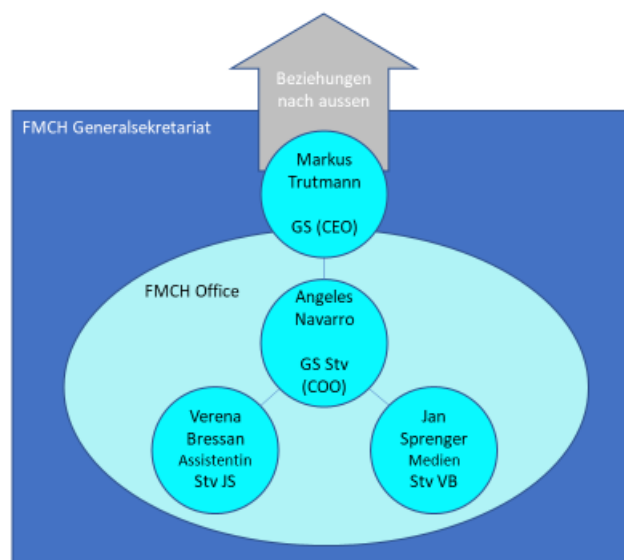 Beziehungen
nach aussen
FMCH Generalsekretariat
Markus
Trutmann
GS (CEO)
FMCH Office
Angeles
Navarro
GS Stv
(COO)
Verena
Bressan
Assistentin
Stv JS
Jan
Sprenger
Medien
Stv VB